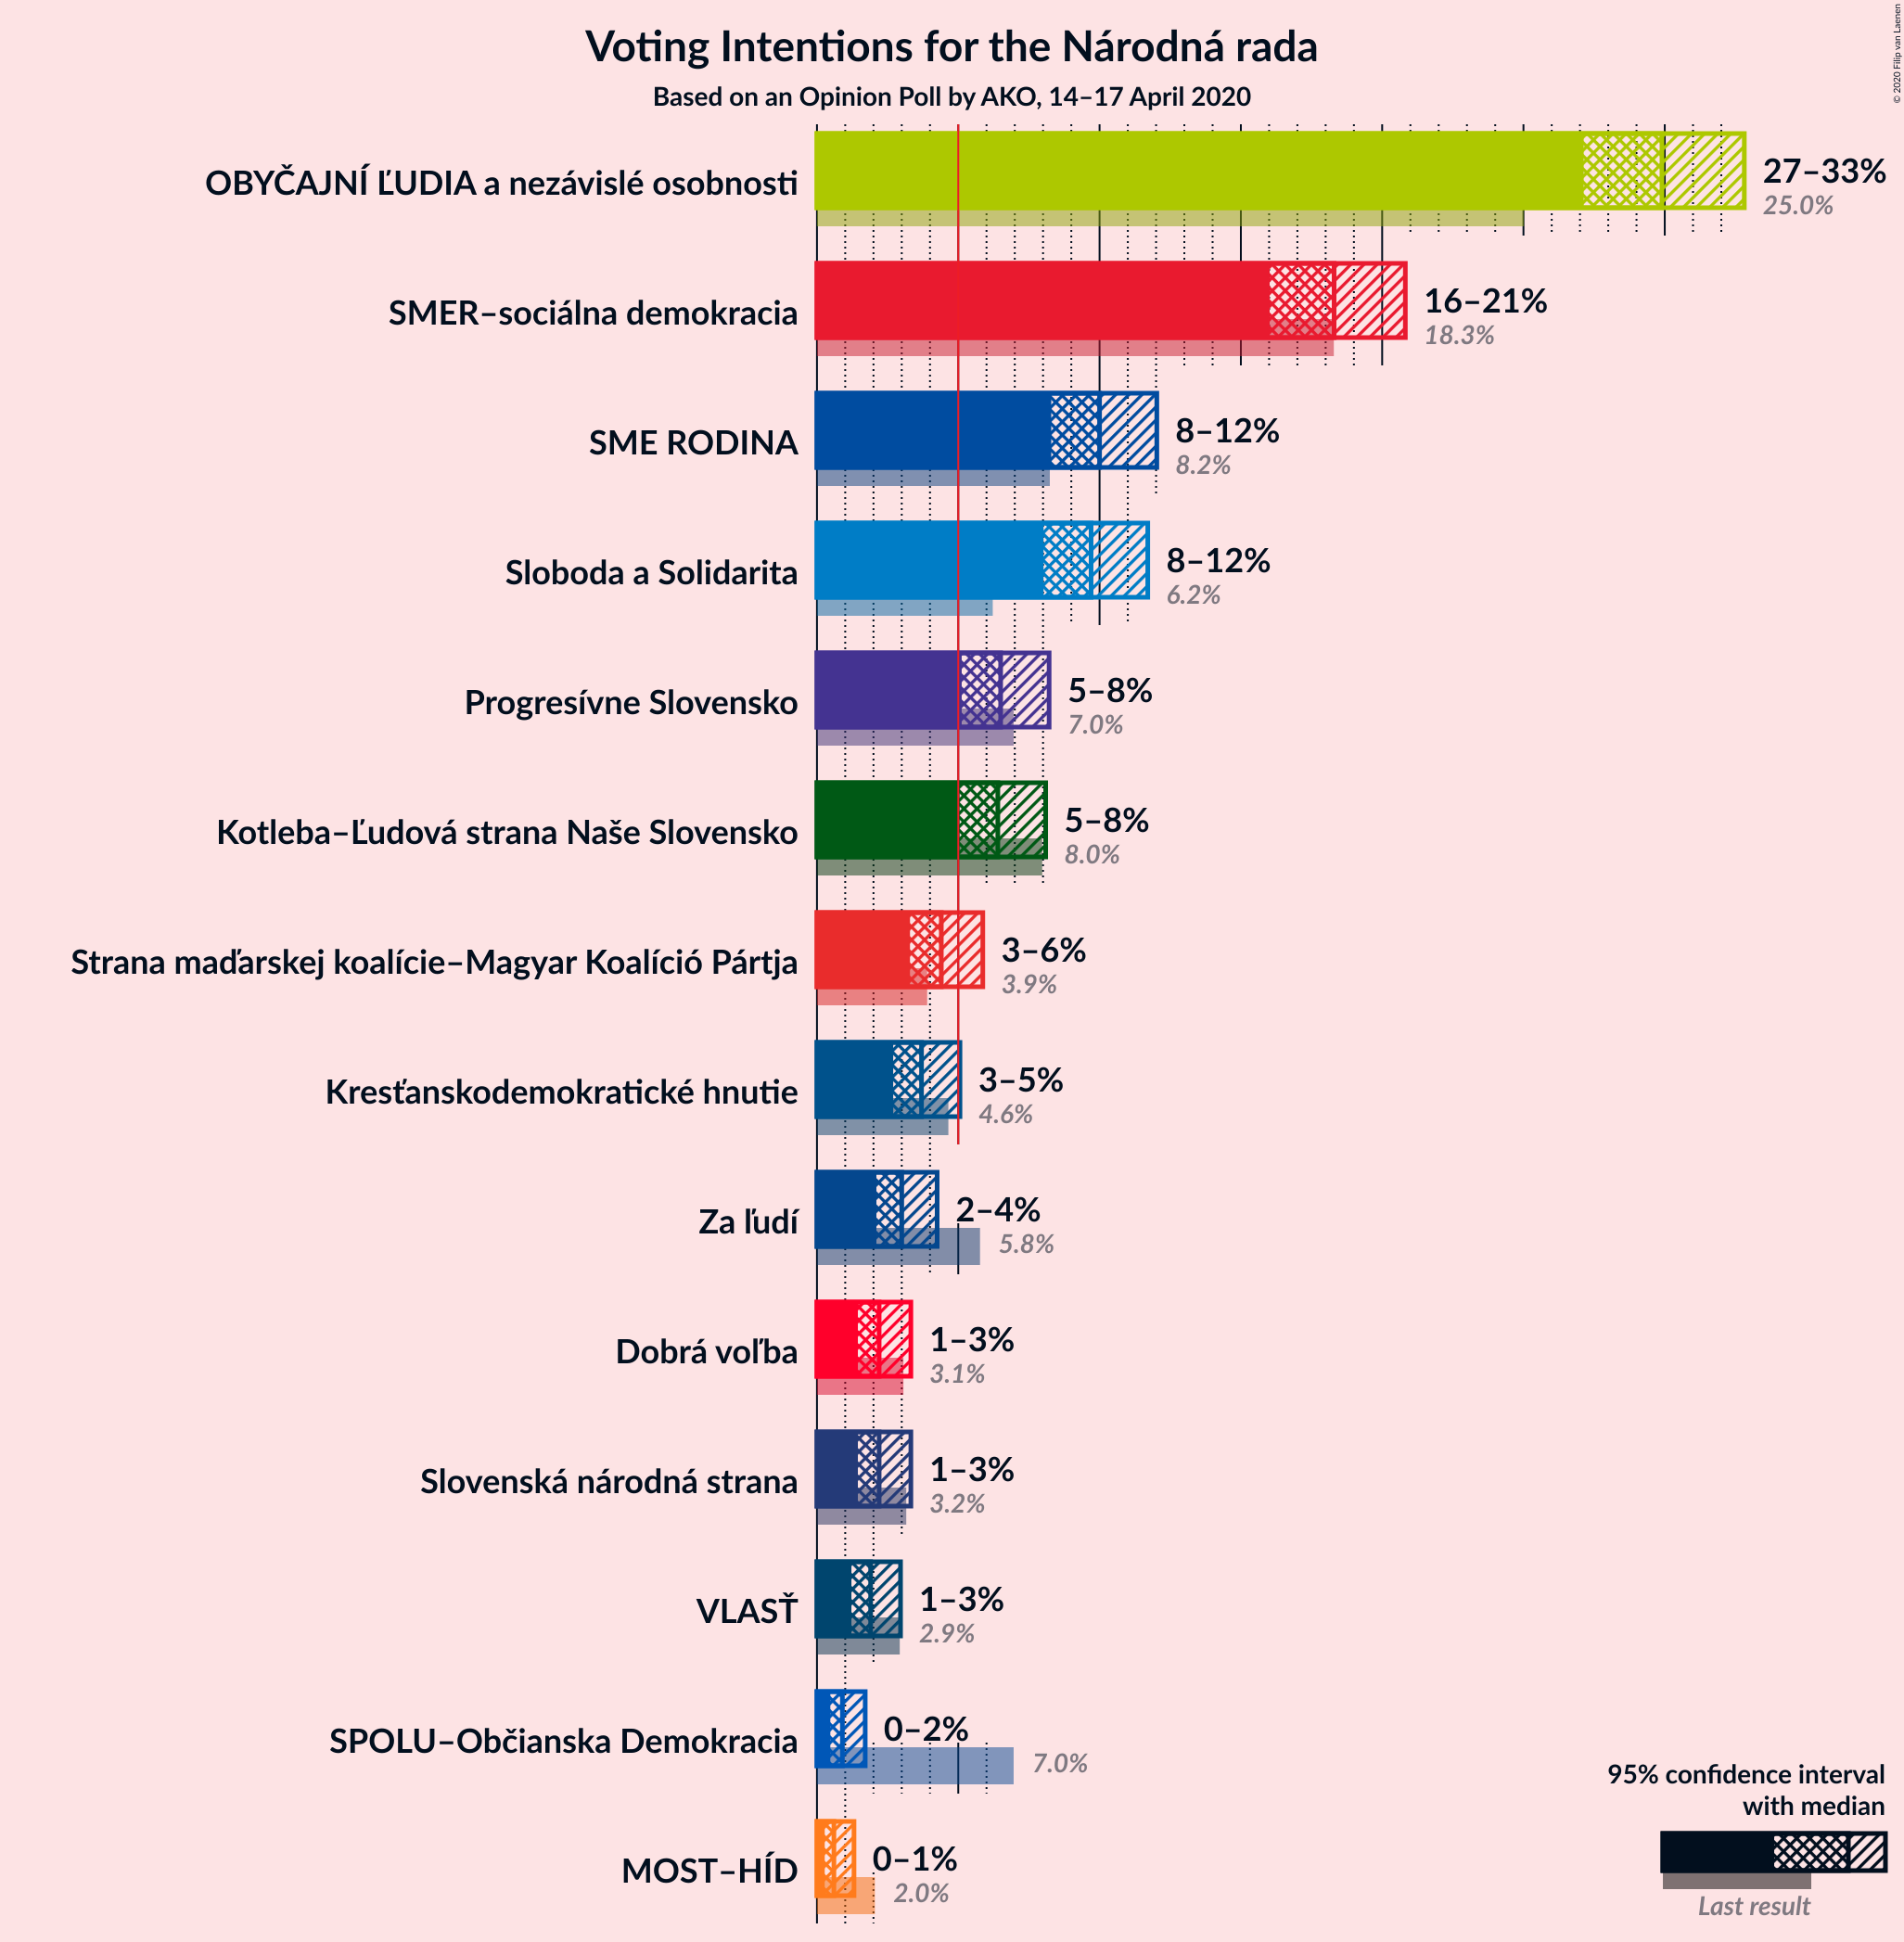 Voting Intentions for the Národná rada
Based on an Opinion Poll by AKO, 14–17 April 2020
© 2020 Filip van Laenen
OBYČAJNÍ ĽUDIA a nezávislé osobnosti
27–33%
25.0%
SMER–sociálna demokracia
16–21%
18.3%
SME RODINA
8–12%
8.2%
Sloboda a Solidarita
8–12%
6.2%
Progresívne Slovensko
5–8%
7.0%
Kotleba–Ľudová strana Naše Slovensko
5–8%
8.0%
Strana maďarskej koalície–Magyar Koalíció Pártja
3–6%
3.9%
Kresťanskodemokratické hnutie
3–5%
4.6%
Za ľudí
2–4%
5.8%
Dobrá voľba
1–3%
3.1%
Slovenská národná strana
1–3%
3.2%
VLASŤ
1–3%
2.9%
SPOLU–Občianska Demokracia
0–2%
7.0%
MOST–HÍD
0–1%
2.0%
95% confidence interval
with median
Last result